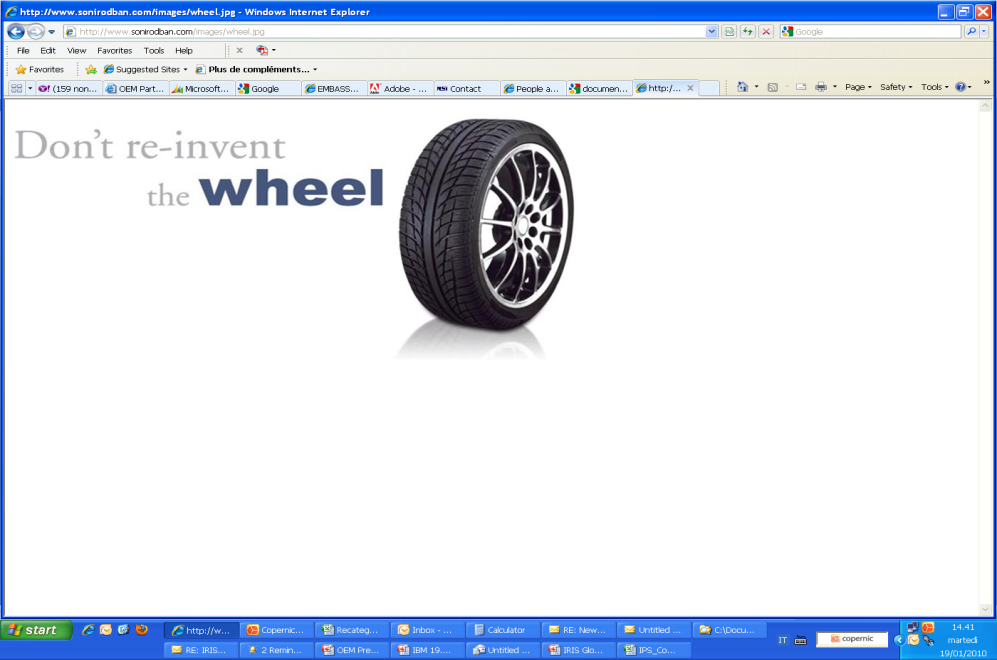 http://www.sonirodban.com/images/wheel.jpg - Windows Internet Explorer
http://www.sonirodban.com/images/wheel.jpg
Google
File Edit View Favorites Tools Help
Favorites Suggested Sites Plus de compléments...
(159 non... OEM Part... Microsoft... Google EMBASS... Adobe - ... Contact People a... documen... http:/... Page Safety Tools
Don't re-invent
the wheel
start http://w... Copernic... Recateg... Inbox - ... Calculator RE: New... Untitled ... C:\Docu... IT copernic 14.41
martedì
RE: IRIS... 2 Remin... OEM Pre... IBM 19.... Untitled ... IRIS Glo... IPS_Co... 19/01/2010